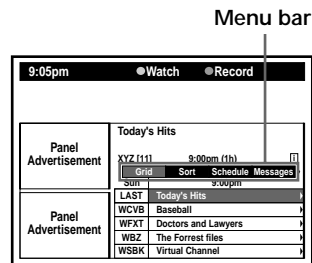 Menu bar
9:05pm Watch Record
Today's Hits
Panel
Advertisement
XYZ [11] 9:00pm (1h) i
Grid Sort Schedule Messages
Sun 9:00pm
LAST Today's Hits
WCVB Baseball
Panel
Advertisement
WFXT Doctors and Lawyers
WBZ The Forrest files
WSBK Virtual Channel